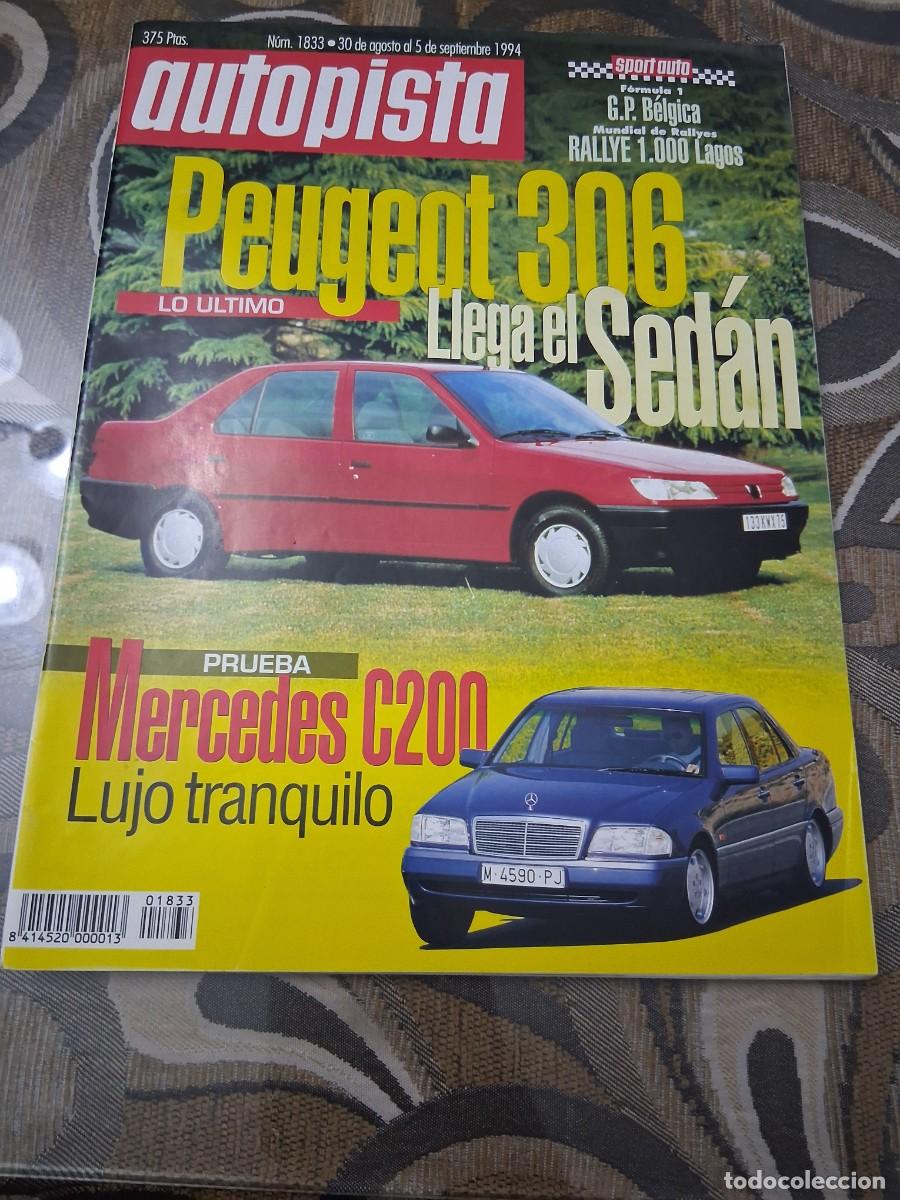 375 Ptas.
Núm. 1833 • 30 de agosto al 5 de septiembre 1994
autopista
sport auto
Fórmula 1
G.P. Bélgica
Mundial de Rallyes
RALLYE 1.000 Lagos
Peugeot 306
LO ULTIMO
Llega el Sedán
133KWX75
PRUEBA
Mercedes C200
Lujo tranquilo
M·4590·PJ
01833
8 414520 000013
todocoleccion